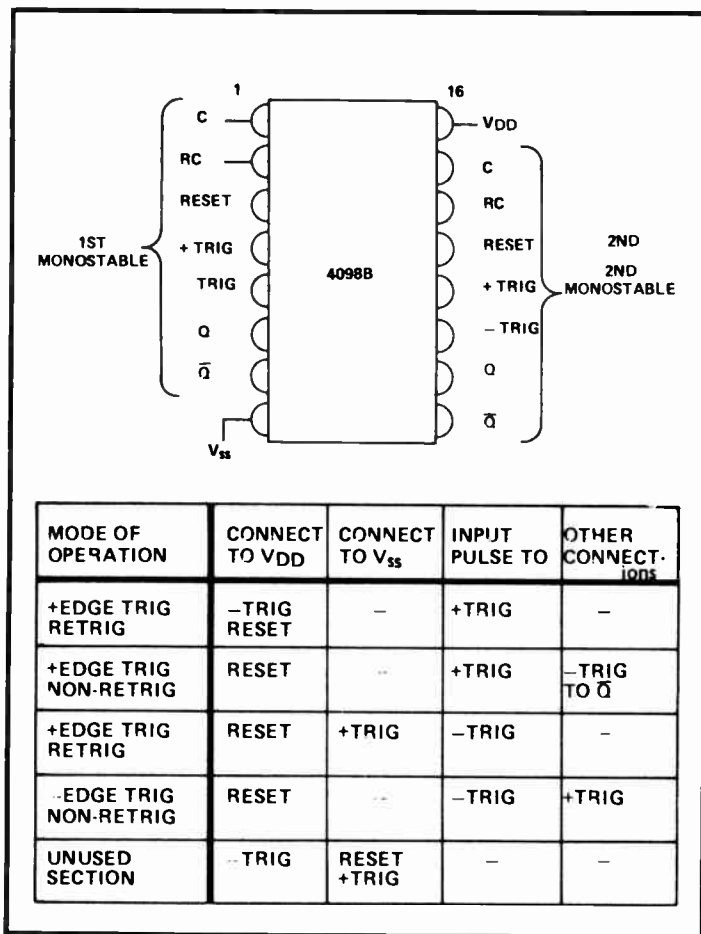 1
16
C
VDD
RC
C
RESET
RC
+ TRIG
RESET
TRIG
+ TRIG
Q
− TRIG
Q̅
Q
Vss
Q̅
1ST
MONOSTABLE
4098B
2ND
2ND
MONOSTABLE
MODE OF OPERATION | CONNECT TO VDD | CONNECT TO Vss | INPUT PULSE TO | OTHER CONNECT·ions
+EDGE TRIG RETRIG | −TRIG RESET | − | +TRIG | −
+EDGE TRIG NON-RETRIG | RESET | -- | +TRIG | −TRIG TO Q̅
+EDGE TRIG RETRIG | RESET | +TRIG | −TRIG | −
--EDGE TRIG NON-RETRIG | RESET | -- | −TRIG | +TRIG
UNUSED SECTION | --TRIG | RESET +TRIG | − | −